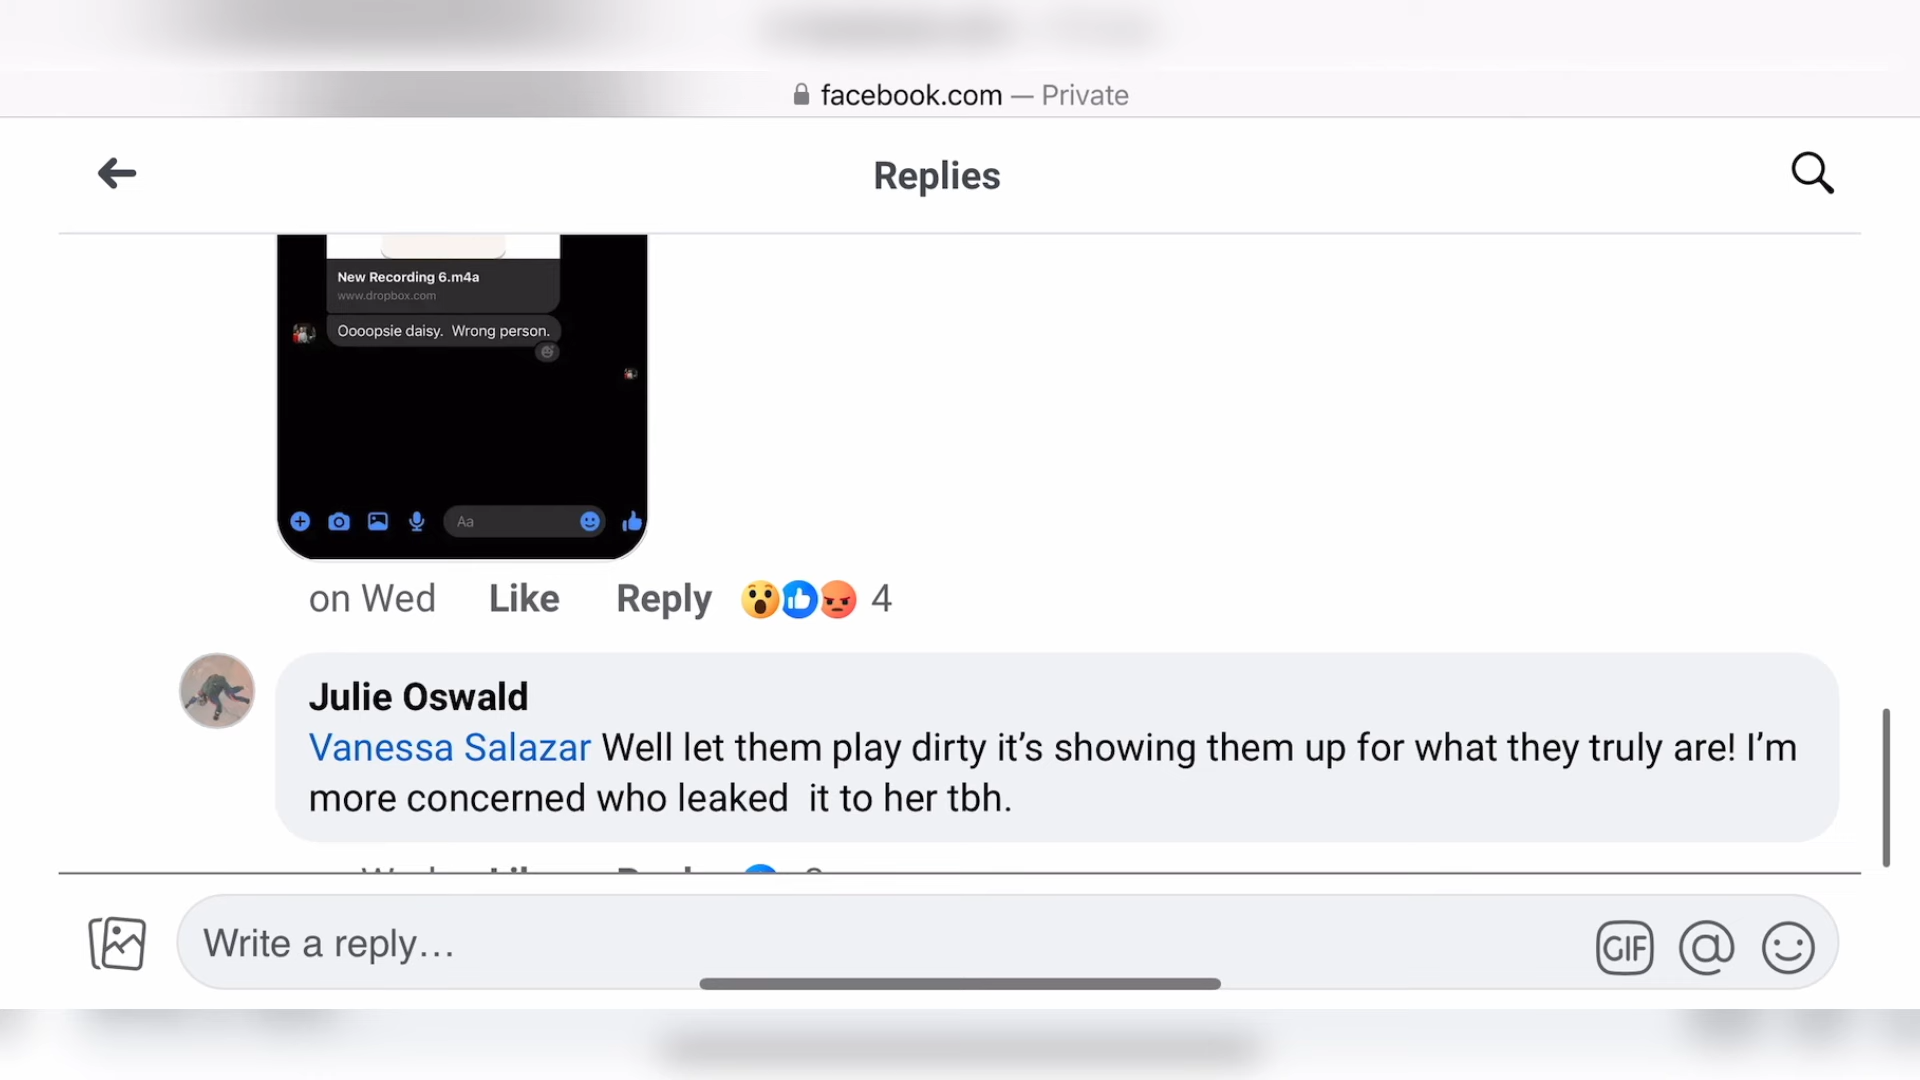 facebook.com — Private
Replies
New Recording 6.m4a
www.dropbox.com
Oooopsie daisy.  Wrong person.
Aa
on Wed Like Reply 4
Julie Oswald
Vanessa Salazar Well let them play dirty it’s showing them up for what they truly are! I’m
more concerned who leaked  it to her tbh.
Write a reply...
GIF